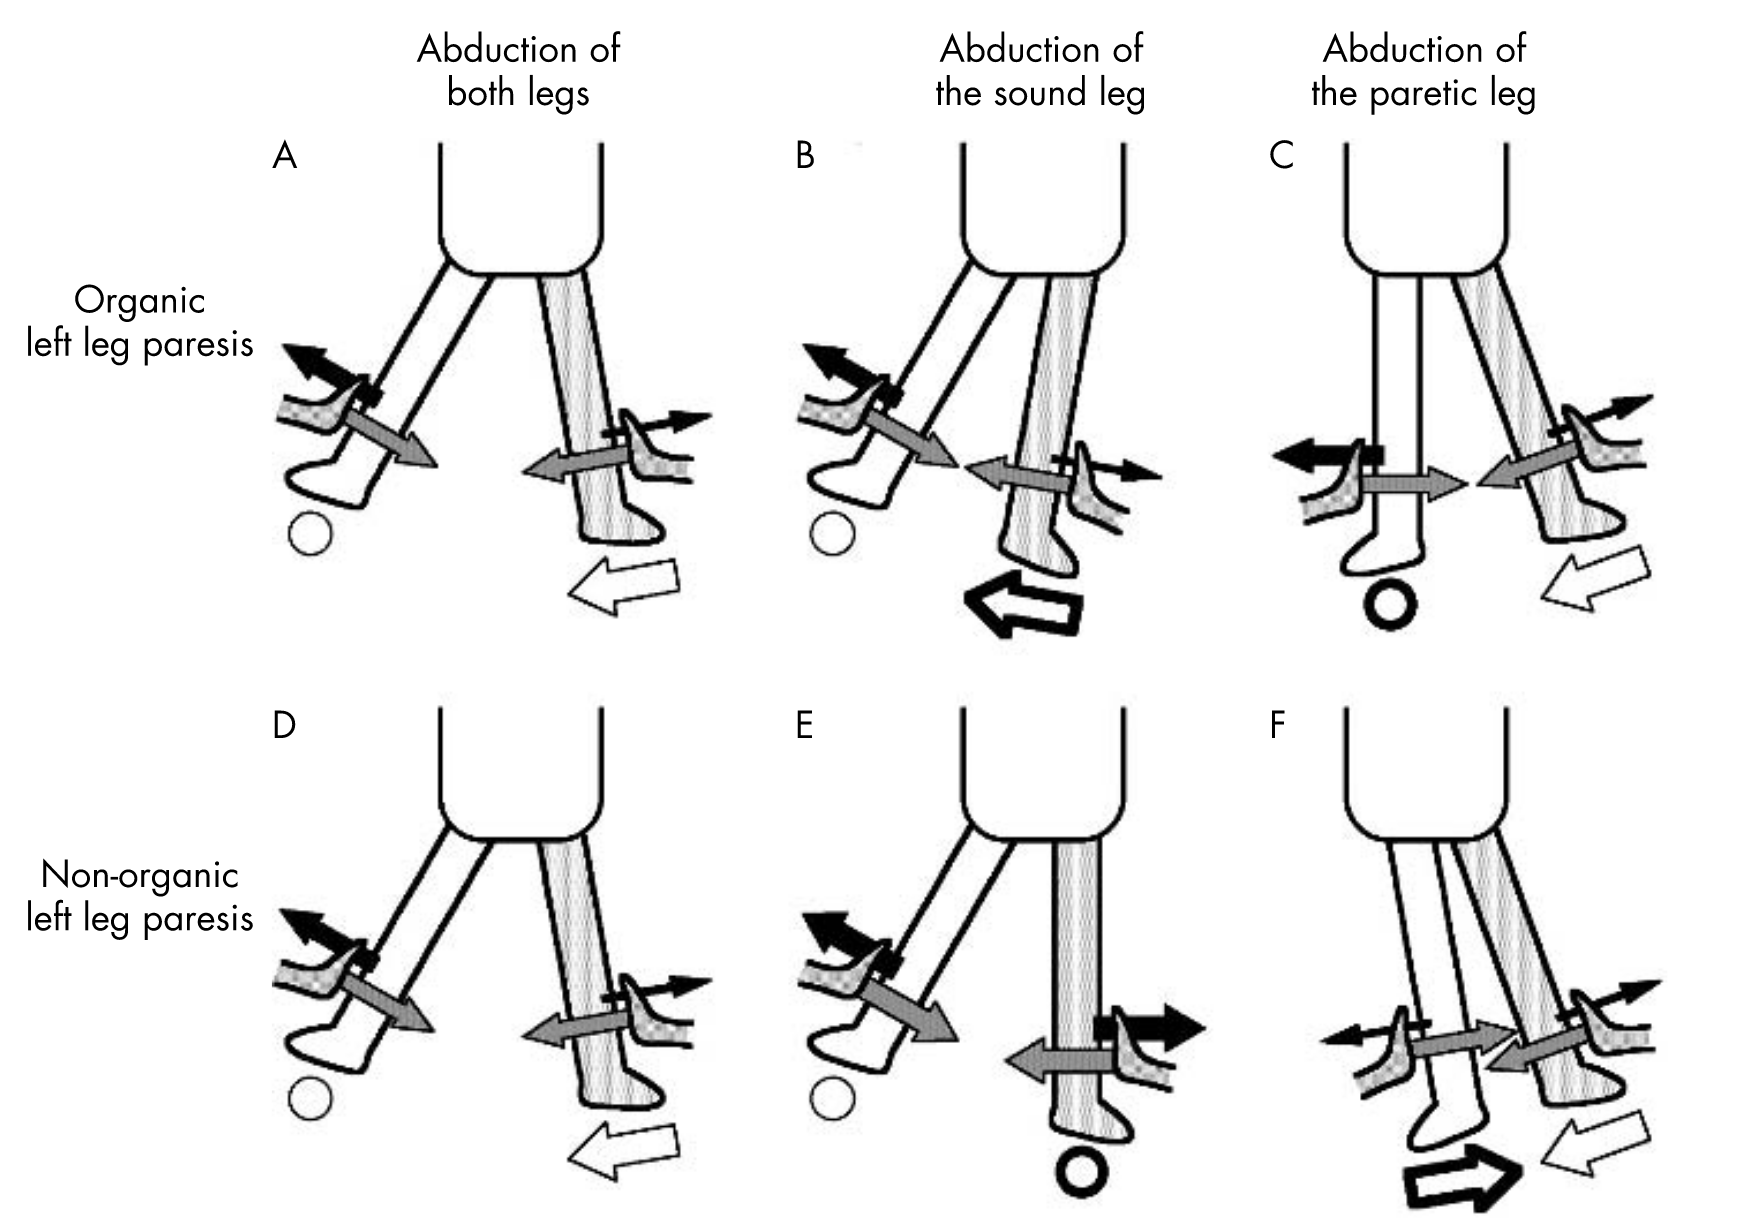 Abduction of
both legs
Abduction of
the sound leg
Abduction of
the paretic leg
A
B
C
Organic
left leg paresis
D
E
F
Non-organic
left leg paresis